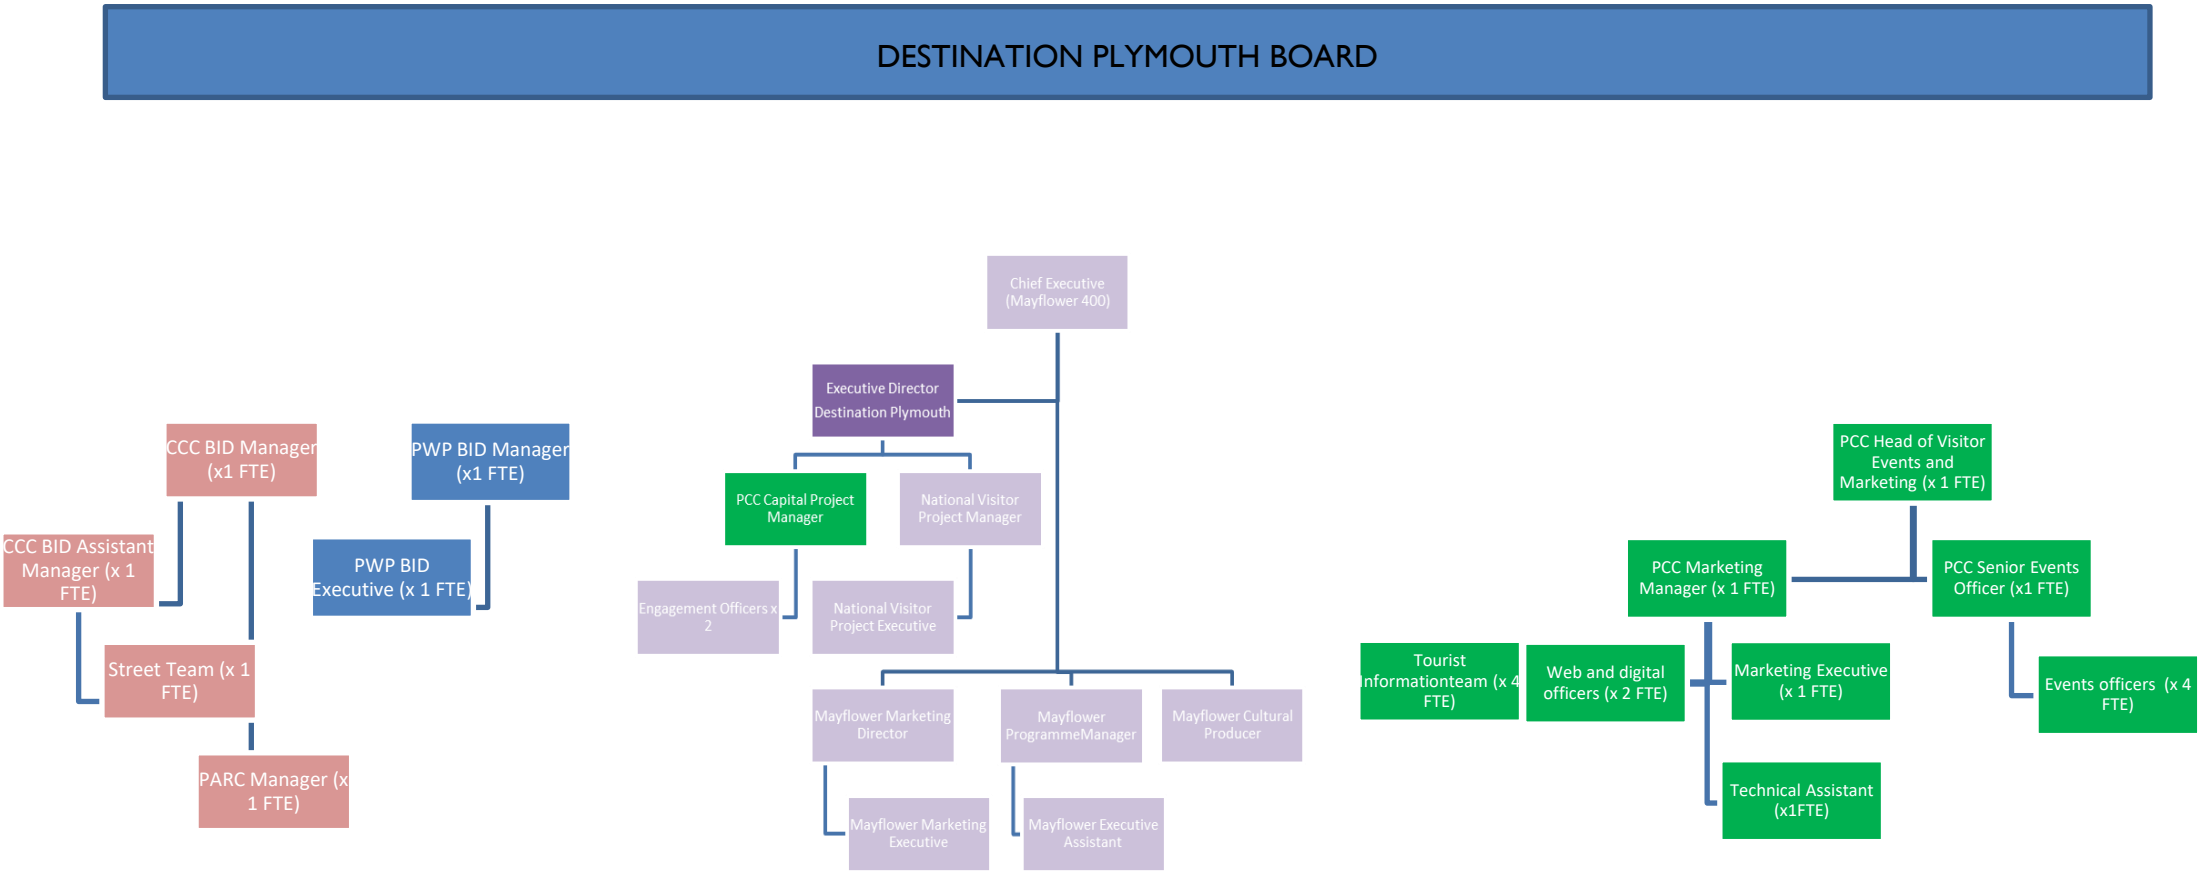 DESTINATION PLYMOUTH BOARD
Chief Executive
(Mayflower 400)
Executive Director
Destination Plymouth
CCC BID Manager
(x1 FTE)
PWP BID Manager
(x1 FTE)
PCC Head of Visitor
Events and
Marketing (x 1 FTE)
PCC Capital Project
Manager
National Visitor
Project Manager
CCC BID Assistant
Manager (x 1
FTE)
PWP BID
Executive (x 1 FTE)
PCC Marketing
Manager (x 1 FTE)
PCC Senior Events
Officer (x1 FTE)
Engagement Officers x
2
National Visitor
Project Executive
Street Team (x 1
FTE)
Tourist
Informationteam (x 4
FTE)
Web and digital
officers (x 2 FTE)
Marketing Executive
(x 1 FTE)
Events officers  (x 4
FTE)
Mayflower Marketing
Director
Mayflower
ProgrammeManager
Mayflower Cultural
Producer
PARC Manager (x
1 FTE)
Technical Assistant
(x1FTE)
Mayflower Marketing
Executive
Mayflower Executive
Assistant